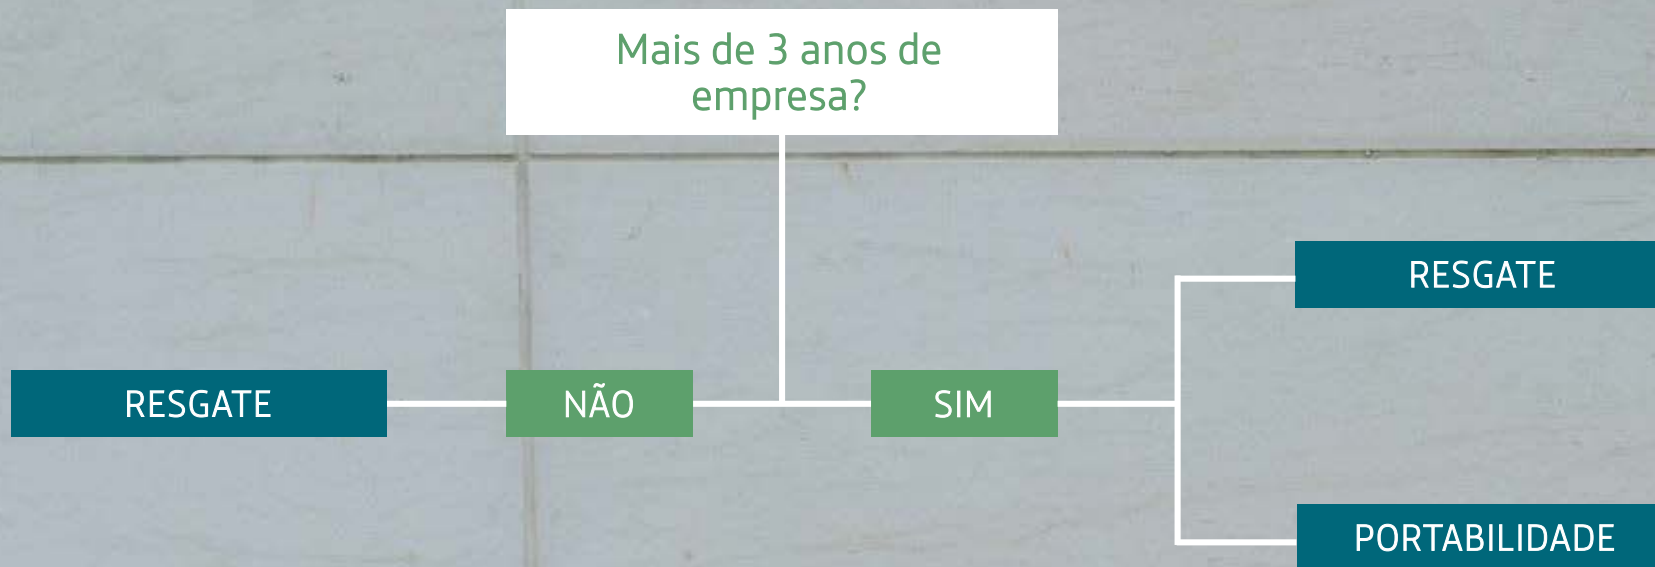 Mais de 3 anos de
empresa?
RESGATE
RESGATE
NÃO
SIM
PORTABILIDADE